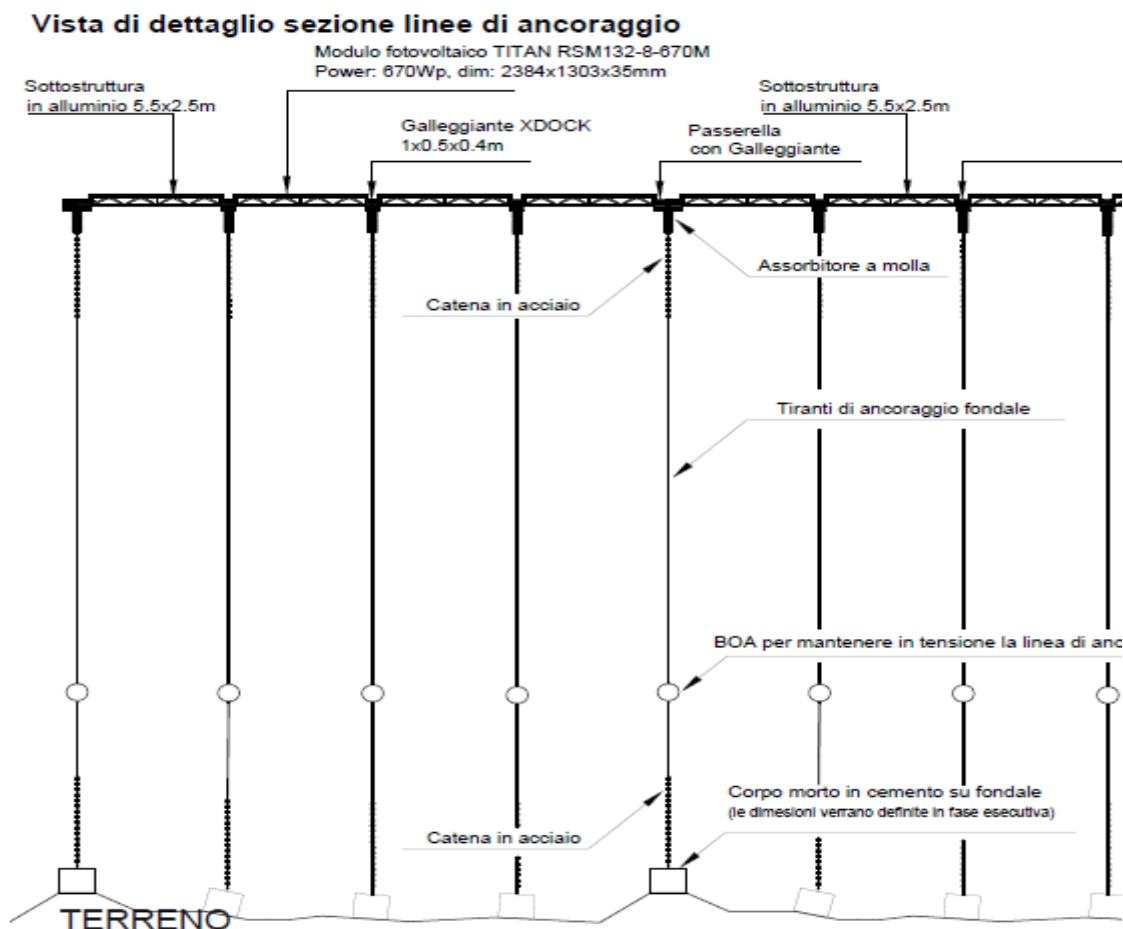 Vista di dettaglio sezione linee di ancoraggio
Modulo fotovoltaico TITAN RSM132-8-670M
Power: 670Wp, dim: 2384x1303x35mm
Sottostruttura
in alluminio 5.5x2.5m
Sottostruttura
in alluminio 5.5x2.5m
Galleggiante XDOCK
1x0.5x0.4m
Passerella
con Galleggiante
Assorbitore a molla
Catena in acciaio
Tiranti di ancoraggio fondale
BOA per mantenere in tensione la linea di anc
Corpo morto in cemento su fondale
(le dimesioni verrano definite in fase esecutiva)
Catena in acciaio
TERRENO